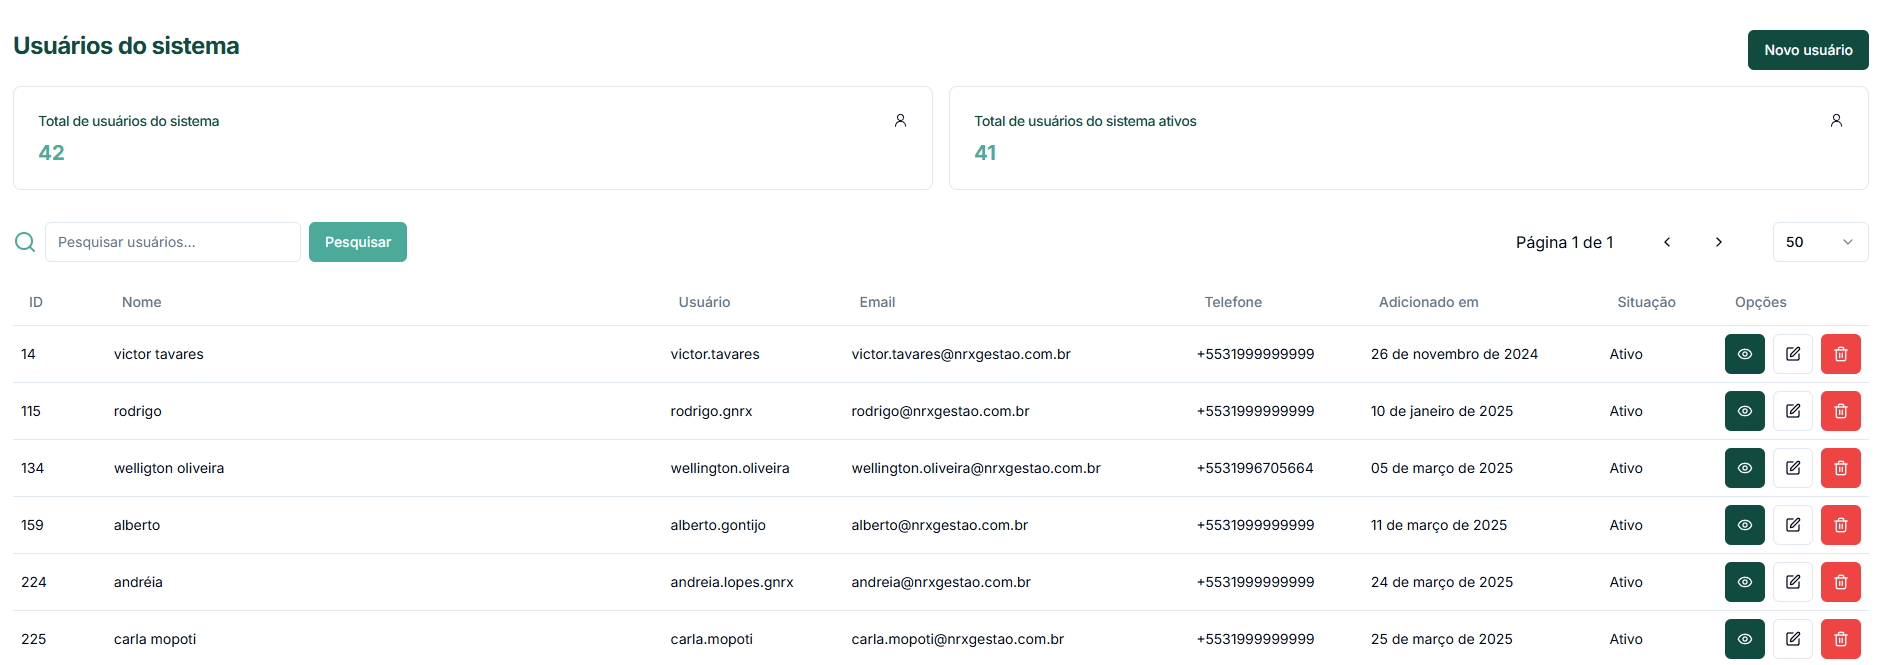 Usuários do sistema
Novo usuário
Total de usuários do sistema
42
Total de usuários do sistema ativos
41
Pesquisar usuários...
Pesquisar
Página 1 de 1
50
ID Nome Usuário Email Telefone Adicionado em Situação Opções
14 victor tavares victor.tavares victor.tavares@nrxgestao.com.br +5531999999999 26 de novembro de 2024 Ativo
115 rodrigo rodrigo.gnrx rodrigo@nrxgestao.com.br +5531999999999 10 de janeiro de 2025 Ativo
134 welligton oliveira wellington.oliveira wellington.oliveira@nrxgestao.com.br +5531996705664 05 de março de 2025 Ativo
159 alberto alberto.gontijo alberto@nrxgestao.com.br +5531999999999 11 de março de 2025 Ativo
224 andréia andreia.lopes.gnrx andreia@nrxgestao.com.br +5531999999999 24 de março de 2025 Ativo
225 carla mopoti carla.mopoti carla.mopoti@nrxgestao.com.br +5531999999999 25 de março de 2025 Ativo